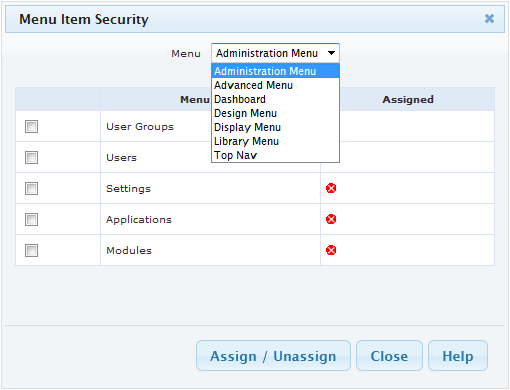 Menu Item Security
Menu Administration Menu
Administration Menu
Advanced Menu
Dashboard
Design Menu
Display Menu
Library Menu
Top Nav
Menu Assigned
User Groups
Users
Settings
Applications
Modules
Assign / Unassign Close Help